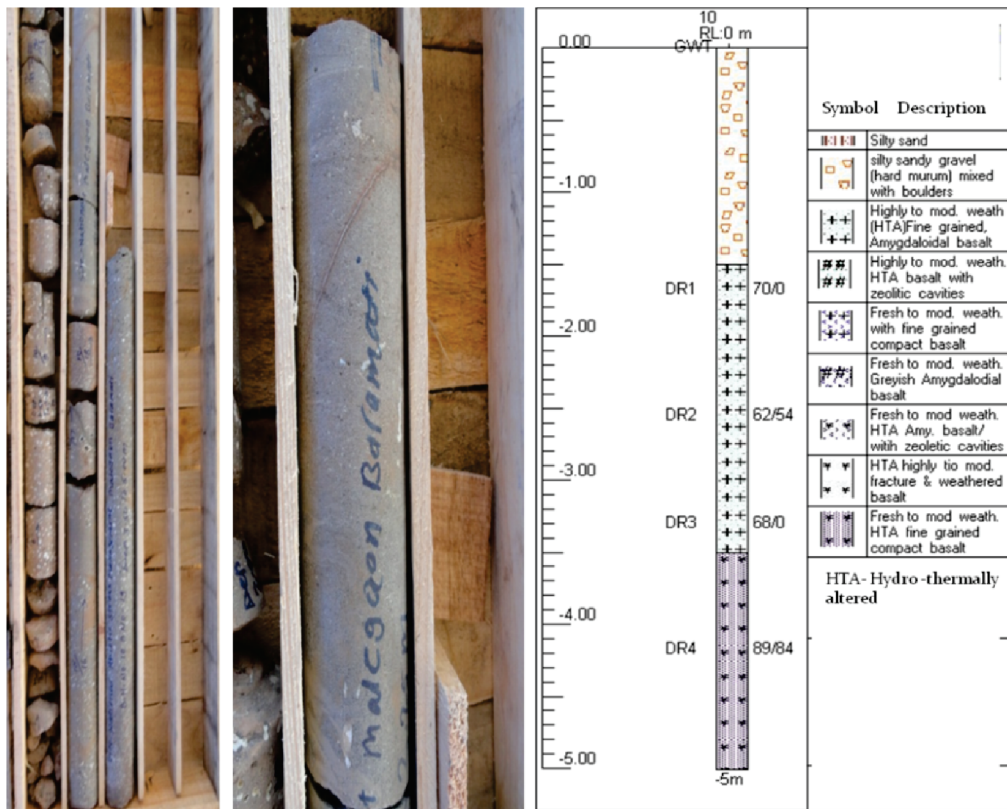 malegaon Baramati
10
RL:0 m
GWT
0.00
-1.00
-2.00
-3.00
-4.00
-5.00
DR1 70/0
DR2 62/54
DR3 68/0
DR4 89/84
-5m
Symbol Description
Silty sand
silty sandy gravel
(hard murum) mixed
with boulders
Highly to mod. weath
(HTA)Fine grained,
Amygdaloidal basalt
Highly to mod. weath.
HTA basalt with
zeolitic cavities
Fresh to mod. weath.
with fine grained
compact basalt
Fresh to mod. weath.
Greyish Amygdalodial
basalt
Fresh to mod weath.
HTA Amy. basalt/
witih zeoletic cavities
HTA highly tio mod.
fracture & weathered
basalt
Fresh to mod weath.
HTA fine grained
compact basalt
HTA- Hydro -thermally
altered